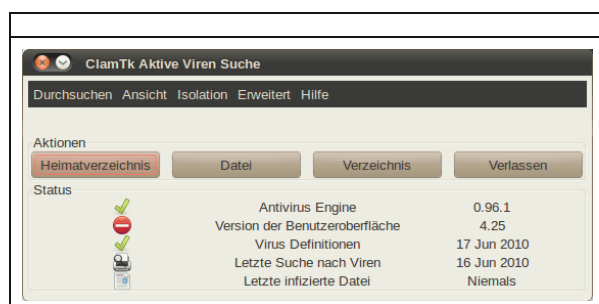 ClamTk Aktive Viren Suche
Durchsuchen Ansicht Isolation Erweitert Hilfe
Aktionen
Heimatverzeichnis Datei Verzeichnis Verlassen
Status
Antivirus Engine 0.96.1
Version der Benutzeroberfläche 4.25
Virus Definitionen 17 Jun 2010
Letzte Suche nach Viren 16 Jun 2010
Letzte infizierte Datei Niemals